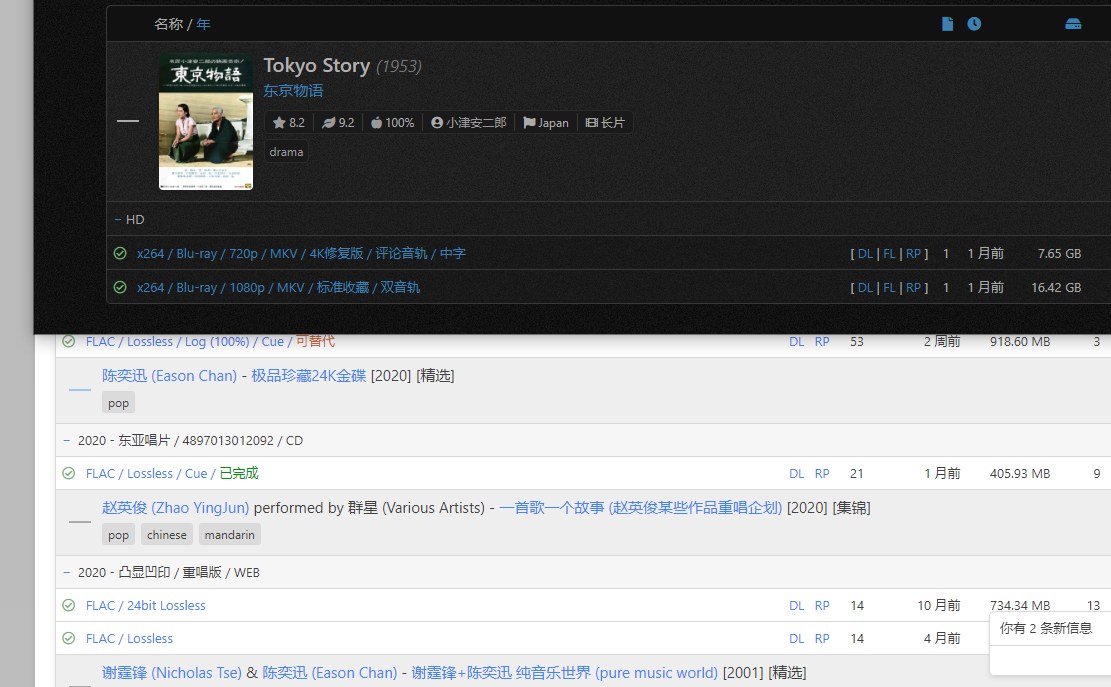 名称 / 年
東京物語
Tokyo Story (1953)
东京物语
8.2 9.2 100% 小津安二郎 Japan 长片
drama
− HD
x264 / Blu-ray / 720p / MKV / 4K修复版 / 评论音轨 / 中字 [ DL | FL | RP ] 1 1 月前 7.65 GB
x264 / Blu-ray / 1080p / MKV / 标准收藏 / 双音轨 [ DL | FL | RP ] 1 1 月前 16.42 GB
FLAC / Lossless / Log (100%) / Cue / 可替代 DL RP 53 2 周前 918.60 MB 3
陈奕迅 (Eason Chan) - 极品珍藏24K金碟 [2020] [精选]
pop
− 2020 - 东亚唱片 / 4897013012092 / CD
FLAC / Lossless / Cue / 已完成 DL RP 21 1 月前 405.93 MB 9
赵英俊 (Zhao YingJun) performed by 群星 (Various Artists) - 一首歌一个故事 (赵英俊某些作品重唱企划) [2020] [集锦]
pop chinese mandarin
− 2020 - 凸显凹印 / 重唱版 / WEB
FLAC / 24bit Lossless DL RP 14 10 月前 734.34 MB 13
你有 2 条新信息
FLAC / Lossless DL RP 14 4 月前
谢霆锋 (Nicholas Tse) & 陈奕迅 (Eason Chan) - 谢霆锋+陈奕迅 纯音乐世界 (pure music world) [2001] [精选]